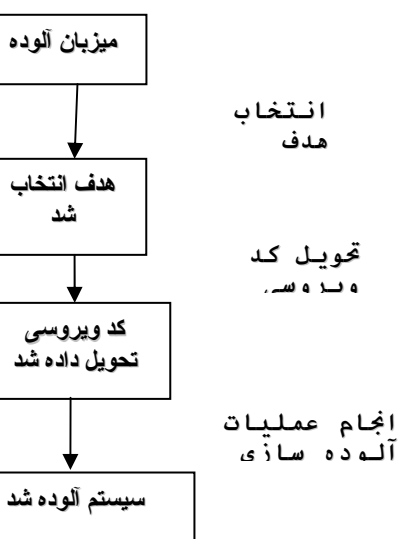 میزبان آلوده
انتخاب
هدف
هدف انتخاب
شد
تحویل کد
ویروسی
کد ویروسی
تحویل داده شد
انجام عملیات
آلوده سازی
سیستم آلوده شد